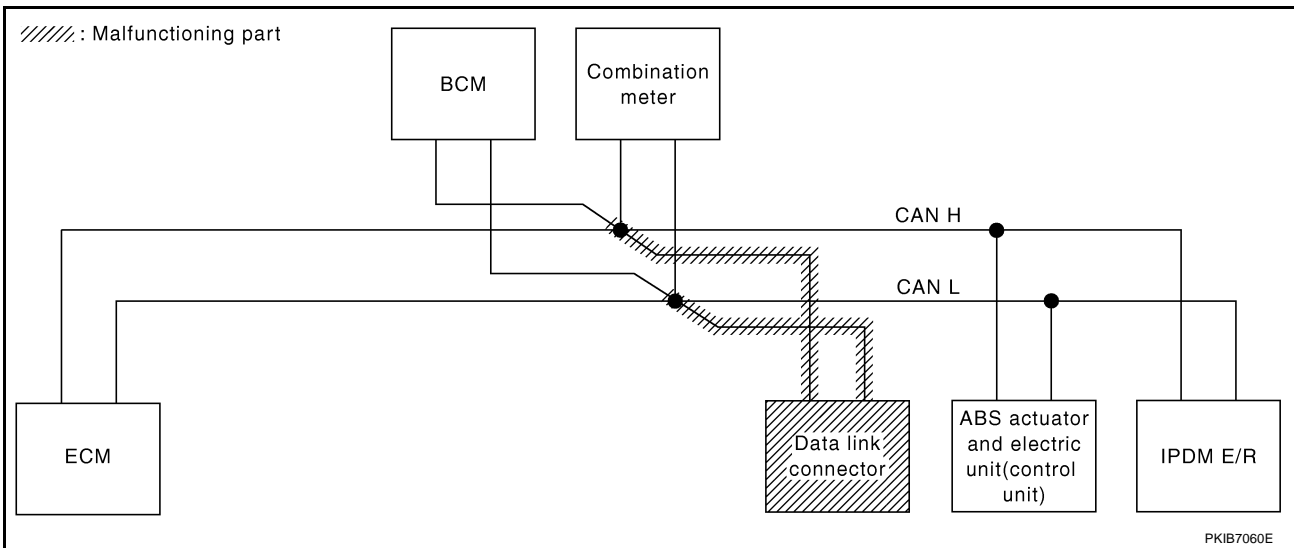 : Malfunctioning part
BCM
Combination
meter
CAN H
CAN L
ECM
Data link
connector
ABS actuator
and electric
unit(control
unit)
IPDM E/R
PKIB7060E